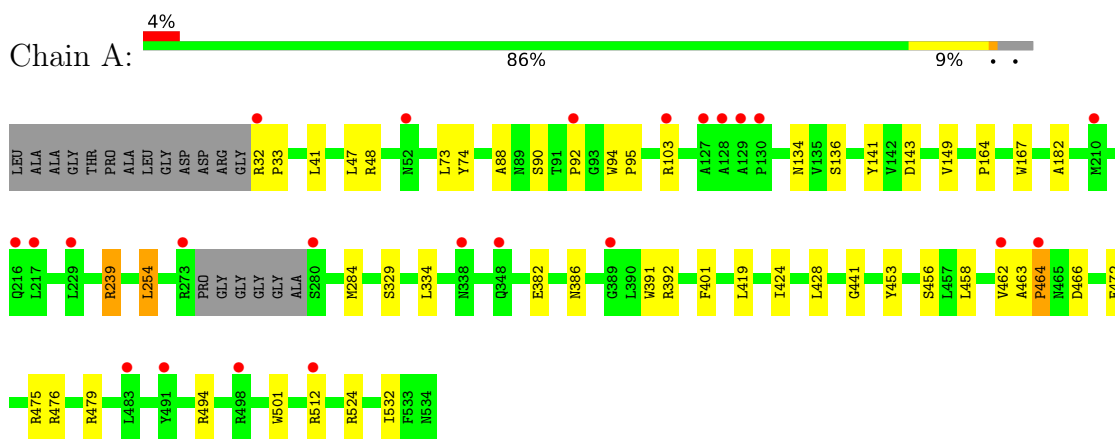 4%
Chain A:
86% 9% • •
LEU ALA ALA GLY THR PRO ALA LEU GLY ASP ASP ARG GLY R32 P33 L41 L47 R48 N52 L73 Y74 A88 N89 S90 T91 P92 G93 W94 P95 R103 A127 A128 A129 P130 N134 V135 S136 Y141 V142 D143 V149 P164 W167 A182 M210
Q216 L217 L229 R239 L254 R273 PRO GLY GLY GLY GLY ALA S280 M284 S329 L334 N338 Q348 E382 N386 G389 L390 W391 R392 F401 L419 I424 L428 G441 Y453 S456 L457 L458 V462 A463 P464 N465 D466
R475 R476 R479 L483 Y491 R494 R498 W501 R512 R524 I532 F533 N534